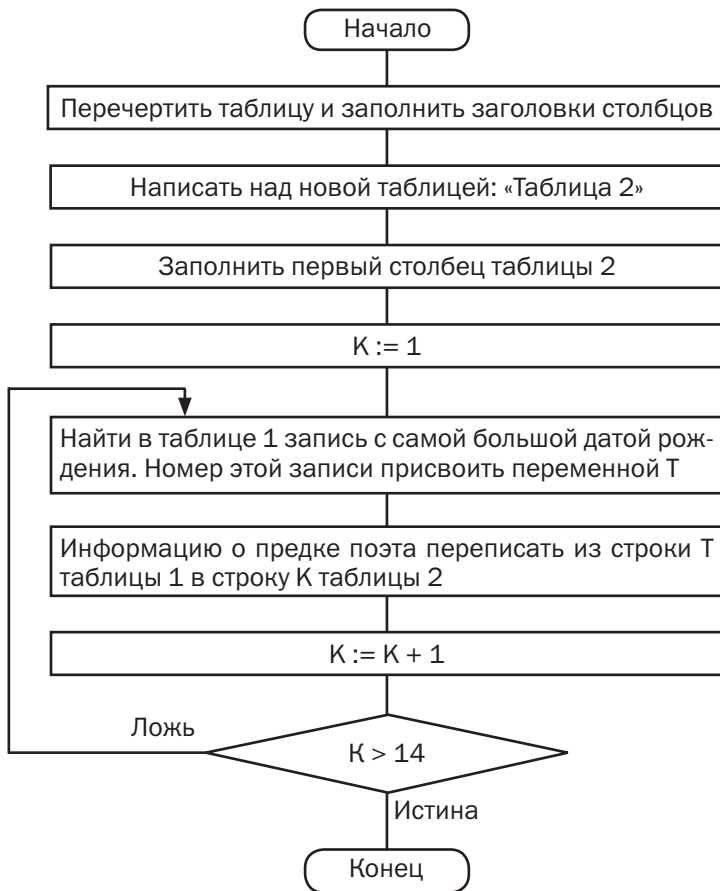 Начало
Перечертить таблицу и заполнить заголовки столбцов
Написать над новой таблицей: «Таблица 2»
Заполнить первый столбец таблицы 2
K := 1
Найти в таблице 1 запись с самой большой датой рож-
дения. Номер этой записи присвоить переменной T
Информацию о предке поэта переписать из строки T
таблицы 1 в строку K таблицы 2
K := K + 1
Ложь
K > 14
Истина
Конец